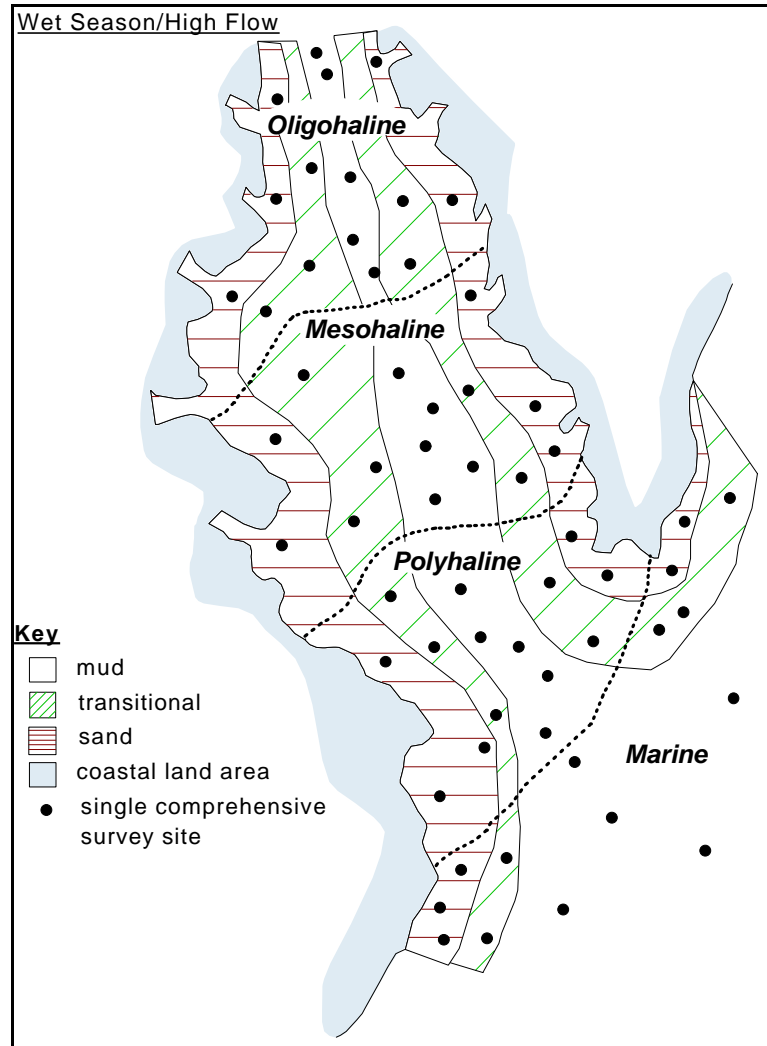 Wet Season/High Flow
Oligohaline
Mesohaline
Polyhaline
Key
mud
transitional
sand
Marine
coastal land area
single comprehensive
survey site